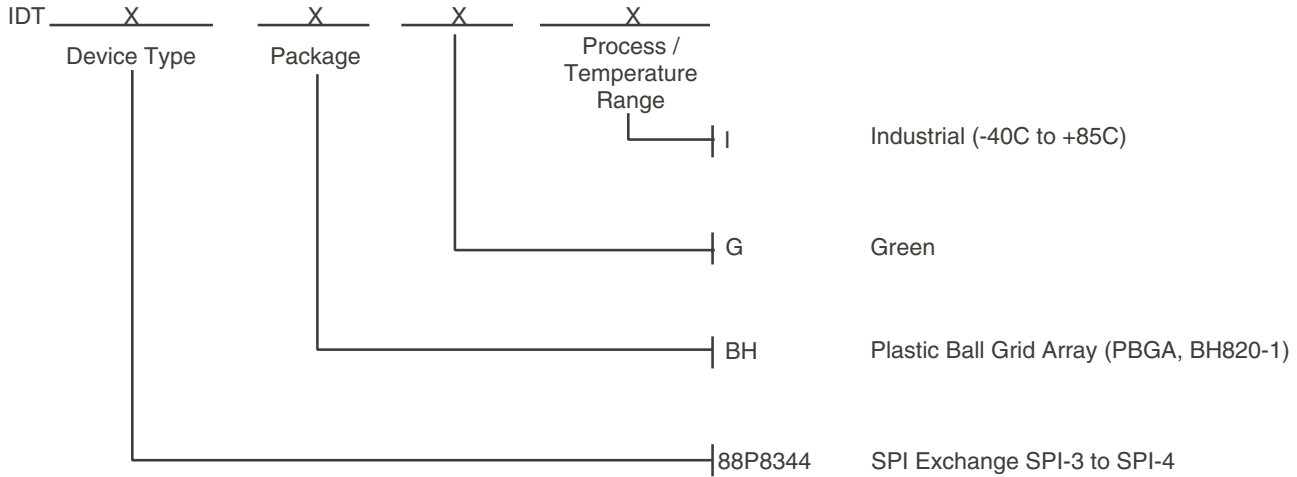 IDT X X X X
Device Type Package Process /
Temperature
Range
I Industrial (-40C to +85C)
G Green
BH Plastic Ball Grid Array (PBGA, BH820-1)
88P8344 SPI Exchange SPI-3 to SPI-4